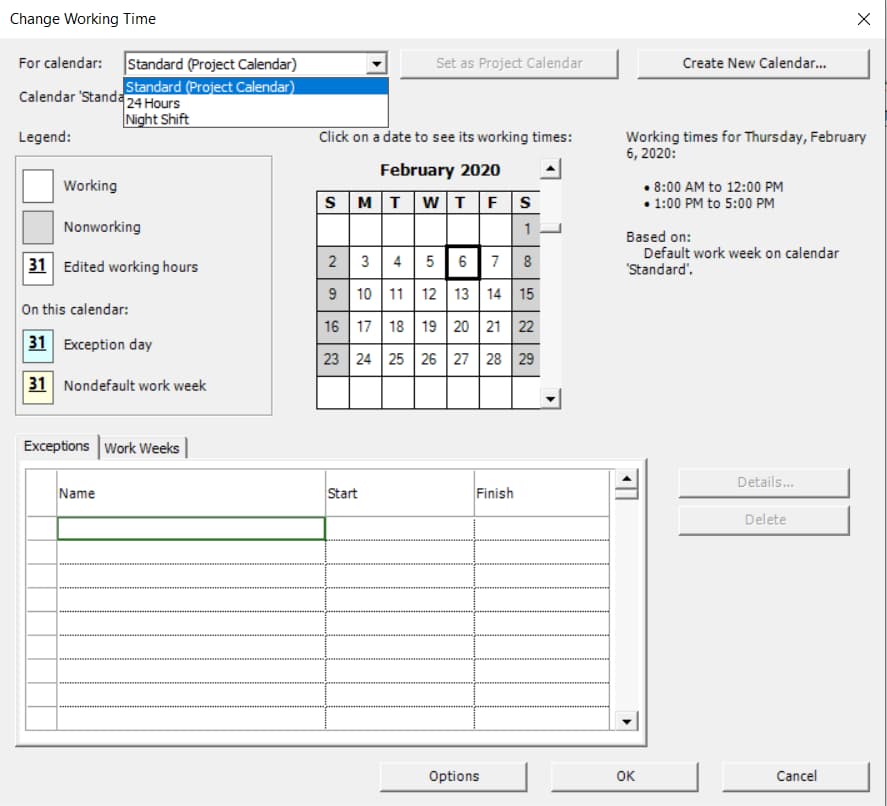 Change Working Time
For calendar:
Standard (Project Calendar)
Set as Project Calendar
Create New Calendar...
Standard (Project Calendar)
24 Hours
Night Shift
Calendar 'Standa
Legend:
Working
Nonworking
31 Edited working hours
On this calendar:
31 Exception day
31 Nondefault work week
Click on a date to see its working times:
February 2020
S M T W T F S
1
2 3 4 5 6 7 8
9 10 11 12 13 14 15
16 17 18 19 20 21 22
23 24 25 26 27 28 29
Working times for Thursday, February
6, 2020:
• 8:00 AM to 12:00 PM
• 1:00 PM to 5:00 PM
Based on:
Default work week on calendar
'Standard'.
Exceptions
Work Weeks
Name Start Finish
Details...
Delete
Options
OK
Cancel